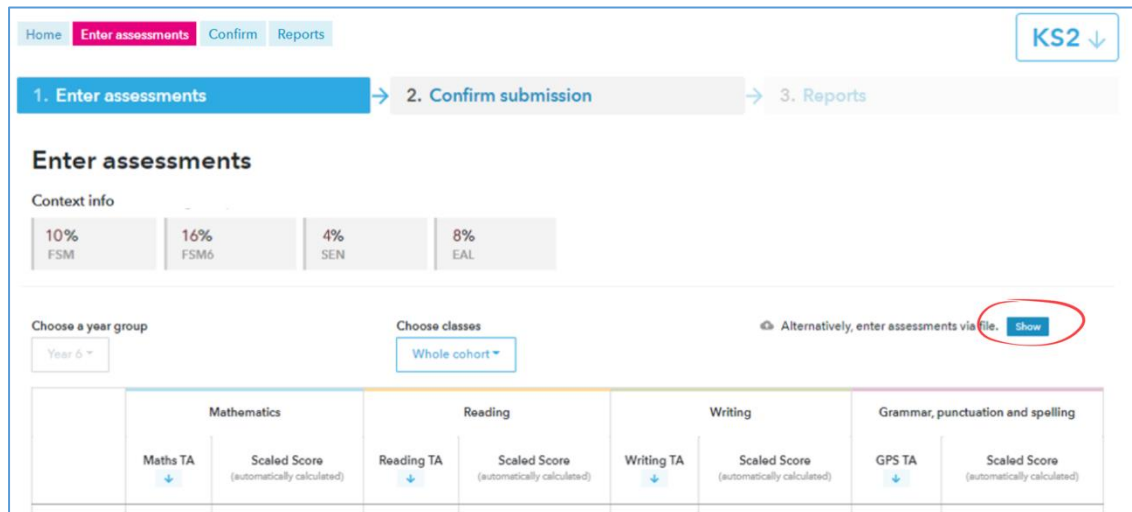 Home Enter assessments Confirm Reports
KS2
1. Enter assessments 2. Confirm submission 3. Reports
Enter assessments
Context info
10% 16% 4% 8%
FSM FSM6 SEN EAL
Choose a year group Choose classes Alternatively, enter assessments via file. Show
Year 6 Whole cohort
Mathematics Reading Writing Grammar, punctuation and spelling
Maths TA Scaled Score Reading TA Scaled Score Writing TA Scaled Score GPS TA Scaled Score
(automatically calculated) (automatically calculated) (automatically calculated) (automatically calculated)